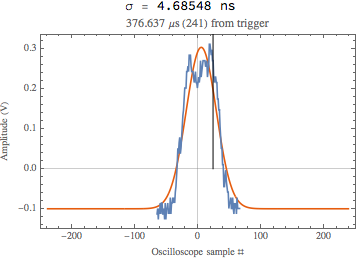 σ = 4.68548 ns
376.637 μs (241) from trigger
0.3
0.2
0.1
0.0
-0.1
Amplitude (V)
-200 -100 0 100 200
Oscilloscope sample #